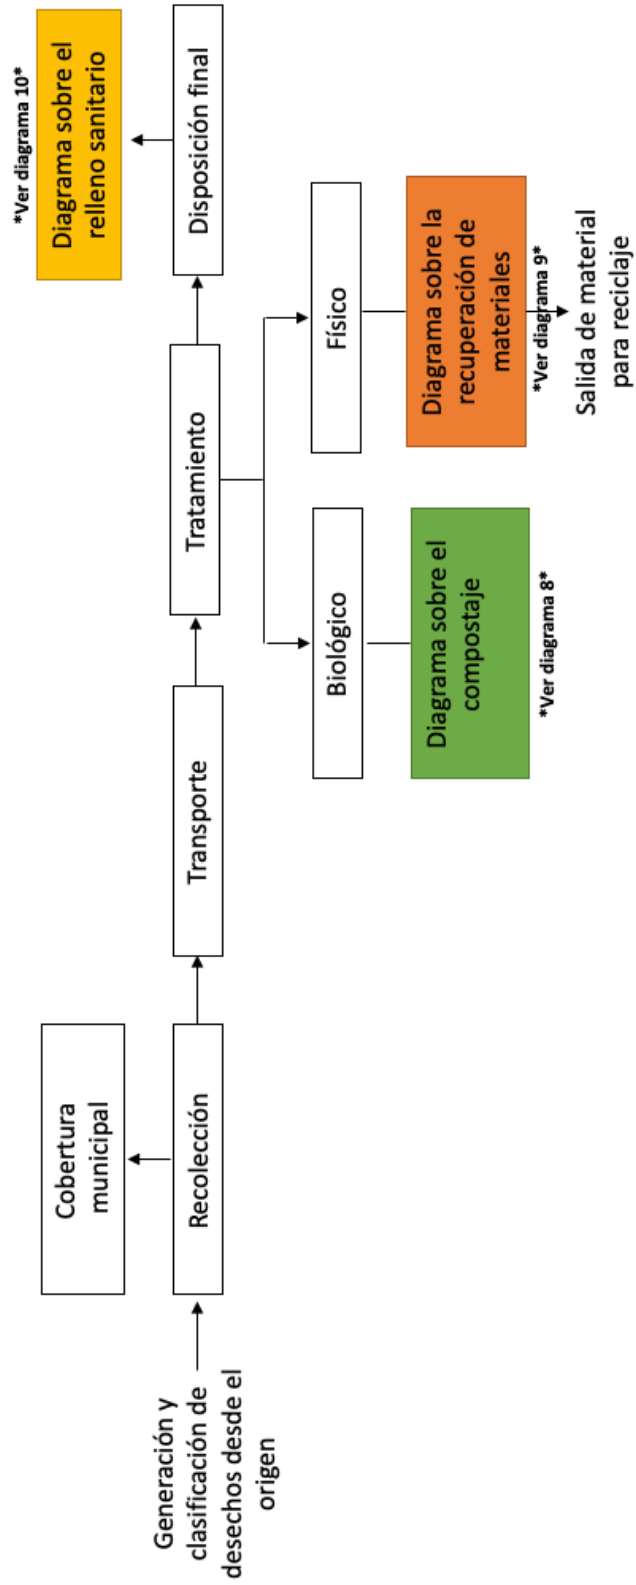 Generación y
clasificación de
desechos desde el
origen
Cobertura
municipal
Recolección
Transporte
Tratamiento
Disposición final
*Ver diagrama 10*
Diagrama sobre el
relleno sanitario
Biológico
Diagrama sobre el
compostaje
*Ver diagrama 8*
Físico
Diagrama sobre la
recuperación de
materiales
*Ver diagrama 9*
Salida de material
para reciclaje